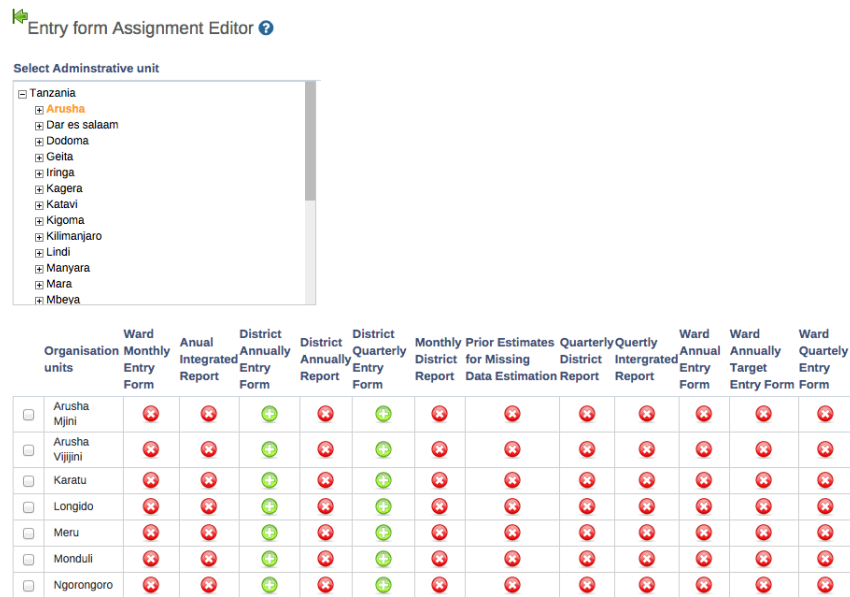 Entry form Assignment Editor
Select Adminstrative unit
Tanzania
Arusha
Dar es salaam
Dodoma
Geita
Iringa
Kagera
Katavi
Kigoma
Kilimanjaro
Lindi
Manyara
Mara
Mbeya
Organisation units
Ward Monthly Entry Form
Anual Integrated Report
District Annually Entry Form
District Annually Report
District Quarterly Entry Form
Monthly District Report
Prior Estimates for Missing Data Estimation
Quarterly District Report
Quertly Intergrated Report
Ward Annual Entry Form
Ward Annually Target Entry Form
Ward Quartely Entry Form
Arusha
Mjini
Arusha
Vijijini
Karatu
Longido
Meru
Monduli
Ngorongoro